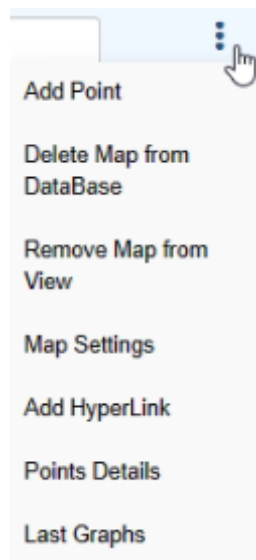 Add Point
Delete Map from
DataBase
Remove Map from
View
Map Settings
Add HyperLink
Points Details
Last Graphs